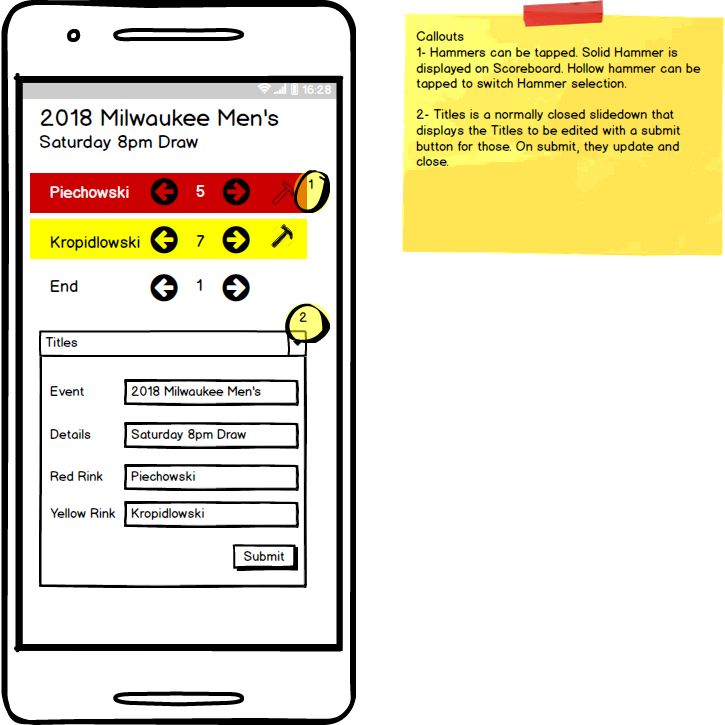 16:28
2018 Milwaukee Men's
Saturday 8pm Draw
Piechowski 5 1
Kropidlowski 7
End 1
2
Titles
Event 2018 Milwaukee Men's
Details Saturday 8pm Draw
Red Rink Piechowski
Yellow Rink Kropidlowski
Submit
Callouts
1- Hammers can be tapped. Solid Hammer is
displayed on Scoreboard. Hollow hammer can be
tapped to switch Hammer selection.
2- Titles is a normally closed slidedown that
displays the Titles to be edited with a submit
button for those. On submit, they update and
close.